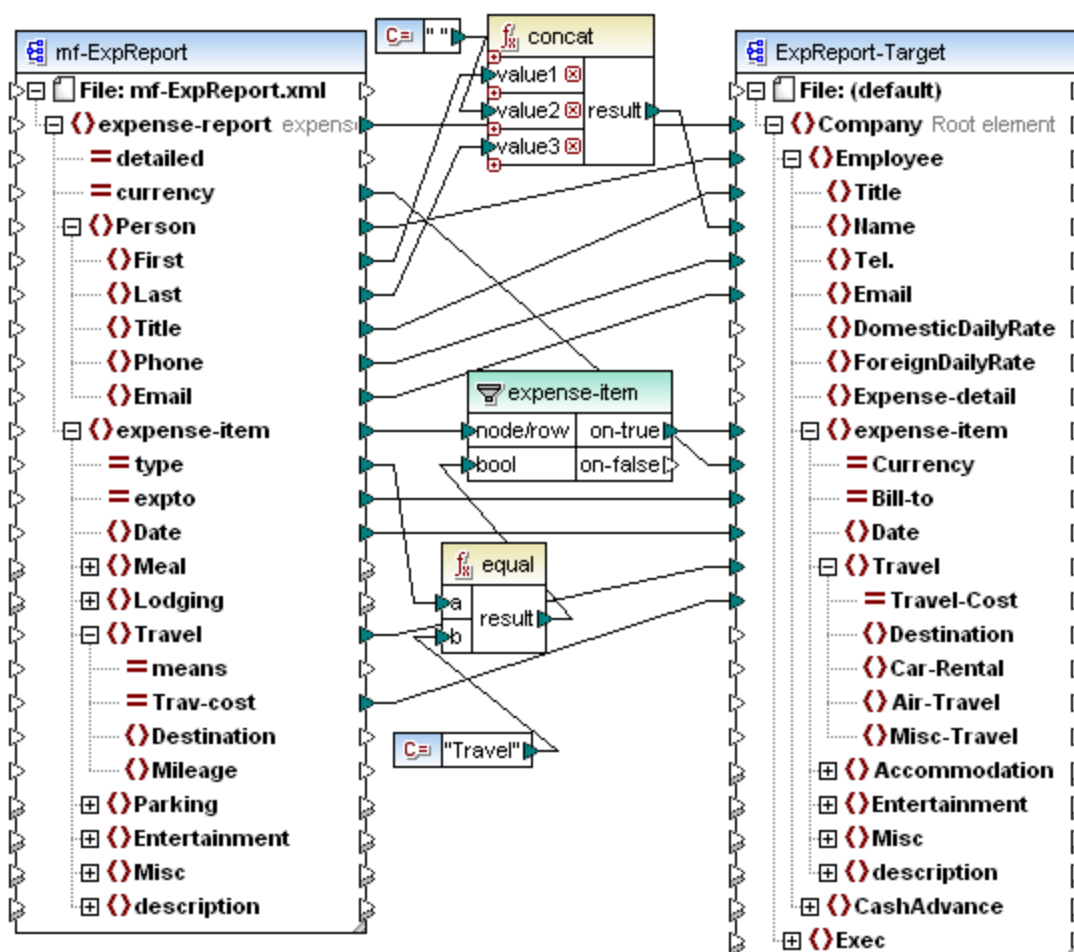 mf-ExpReport
File: mf-ExpReport.xml
expense-report expens
detailed
currency
Person
First
Last
Title
Phone
Email
expense-item
type
expto
Date
Meal
Lodging
Travel
means
Trav-cost
Destination
Mileage
Parking
Entertainment
Misc
description
C= " "
fx concat
value1
value2 result
value3
expense-item
node/row on-true
bool on-false
fx equal
a
result
b
C= "Travel"
ExpReport-Target
File: (default)
Company Root element
Employee
Title
Name
Tel.
Email
DomesticDailyRate
ForeignDailyRate
Expense-detail
expense-item
Currency
Bill-to
Date
Travel
Travel-Cost
Destination
Car-Rental
Air-Travel
Misc-Travel
Accommodation
Entertainment
Misc
description
CashAdvance
Exec